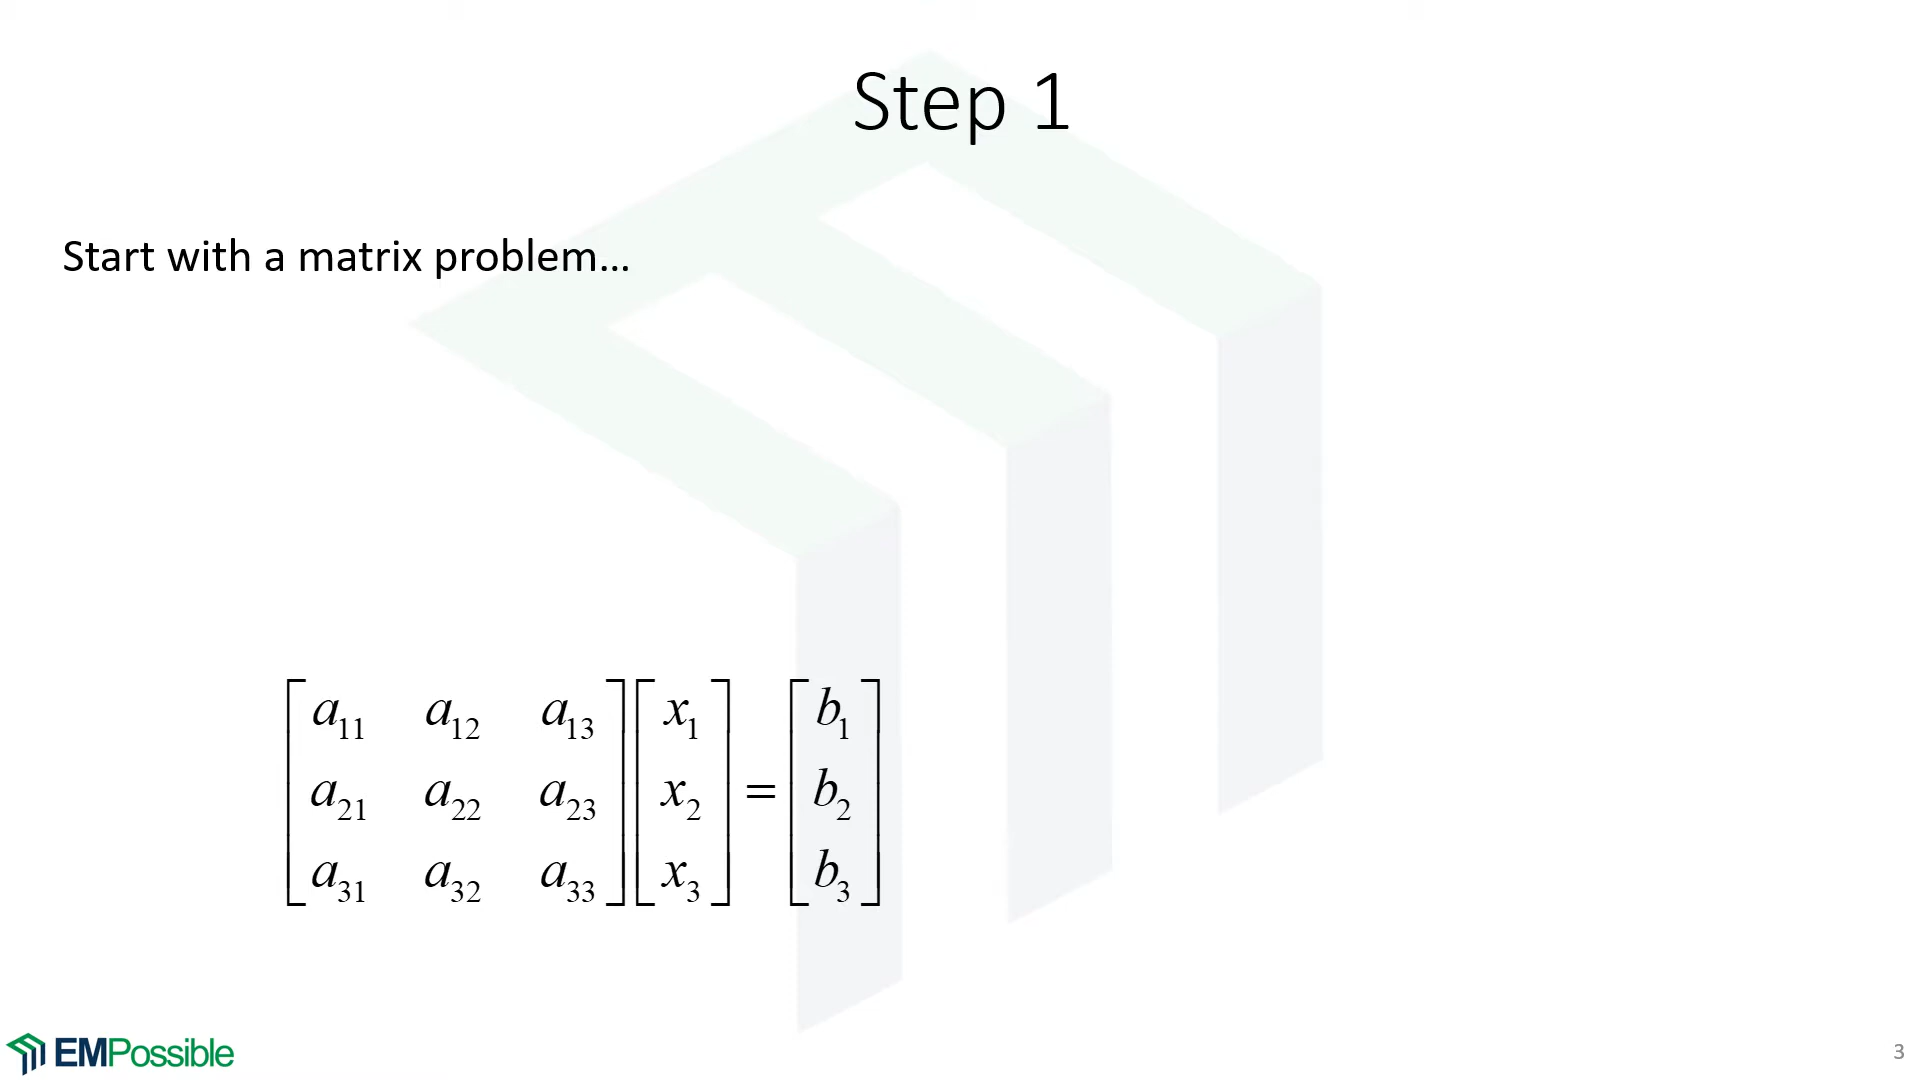 Step 1
Start with a matrix problem…
a11 a12 a13 x1 b1
a21 a22 a23 x2 = b2
a31 a32 a33 x3 b3
EMPossible
3